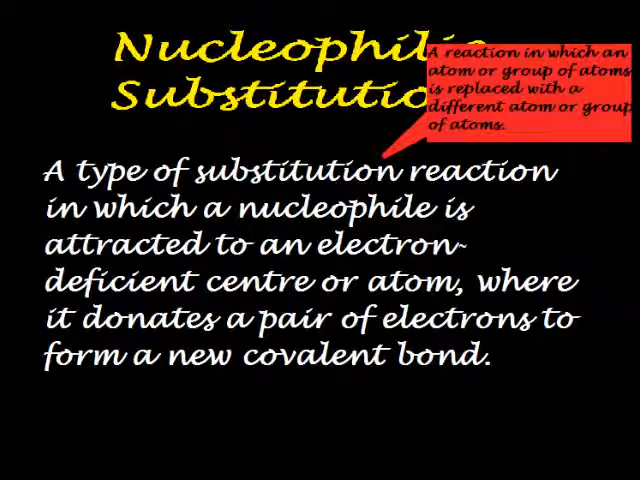 Nucleophilic
Substitution
A reaction in which an
atom or group of atoms
is replaced with a
different atom or group
of atoms.
A type of substitution reaction
in which a nucleophile is
attracted to an electron-
deficient centre or atom, where
it donates a pair of electrons to
form a new covalent bond.